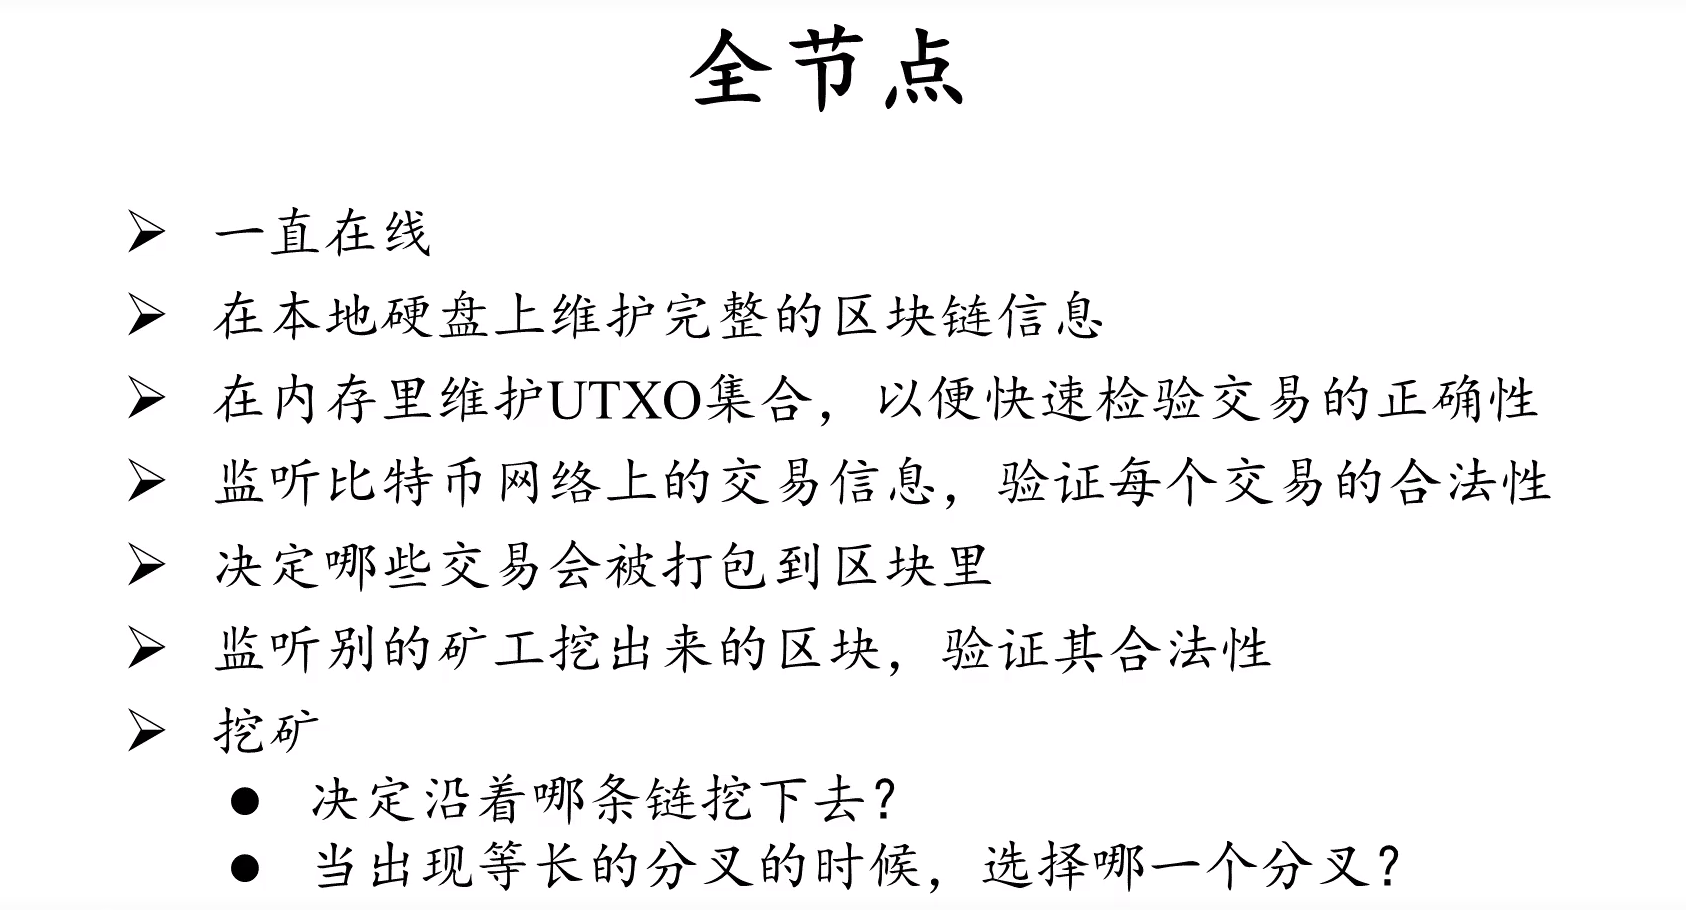 全节点
一直在线
在本地硬盘上维护完整的区块链信息
在内存里维护UTXO集合，以便快速检验交易的正确性
监听比特币网络上的交易信息，验证每个交易的合法性
决定哪些交易会被打包到区块里
监听别的矿工挖出来的区块，验证其合法性
挖矿
决定沿着哪条链挖下去？
当出现等长的分叉的时候，选择哪一个分叉？